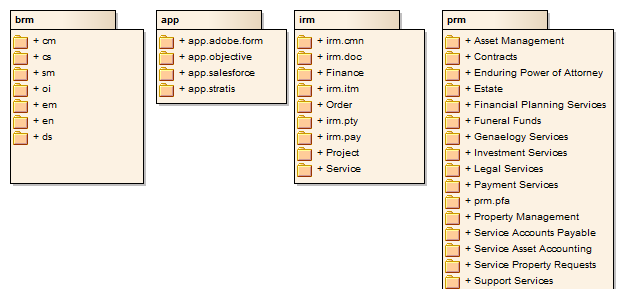 brm
+ cm
+ cs
+ sm
+ oi
+ em
+ en
+ ds
app
+ app.adobe.form
+ app.objective
+ app.salesforce
+ app.stratis
irm
+ irm.cmn
+ irm.doc
+ Finance
+ irm.itm
+ Order
+ irm.pty
+ irm.pay
+ Project
+ Service
prm
+ Asset Management
+ Contracts
+ Enduring Power of Attorney
+ Estate
+ Financial Planning Services
+ Funeral Funds
+ Genaelogy Services
+ Investment Services
+ Legal Services
+ Payment Services
+ prm.pfa
+ Property Management
+ Service Accounts Payable
+ Service Asset Accounting
+ Service Property Requests
+ Support Services